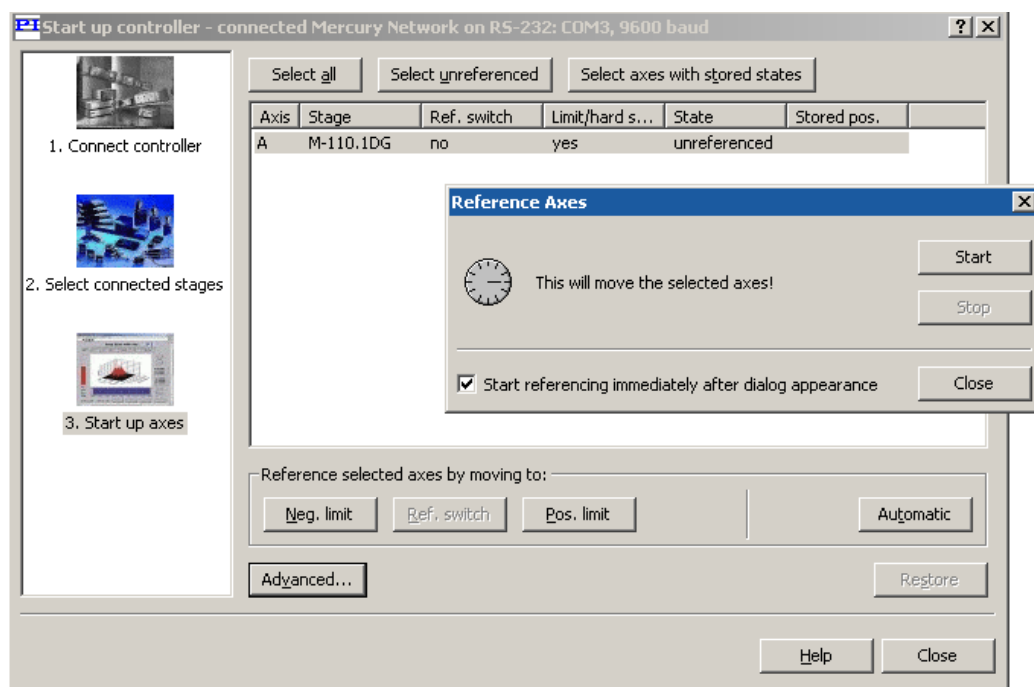 PI Start up controller - connected Mercury Network on RS-232: COM3, 9600 baud
Select all Select unreferenced Select axes with stored states
Axis Stage Ref. switch Limit/hard s... State Stored pos.
A M-110.1DG no yes unreferenced
1. Connect controller
2. Select connected stages
3. Start up axes
Reference Axes
This will move the selected axes!
Start
Stop
Start referencing immediately after dialog appearance
Close
Reference selected axes by moving to:
Neg. limit Ref. switch Pos. limit Automatic
Advanced... Restore
Help Close